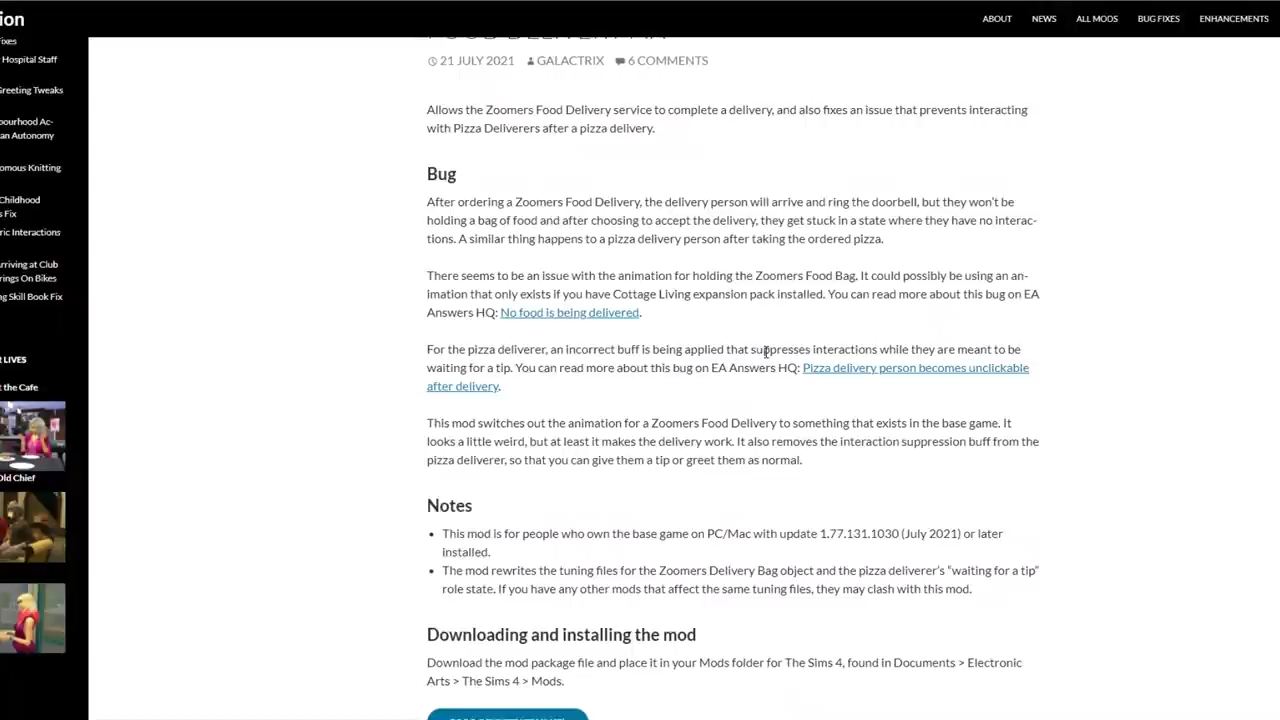 ion
ABOUT NEWS ALL MODS BUG FIXES ENHANCEMENTS
ixes
Hospital Staff
Greeting Tweaks
bourhood Ac-
an Autonomy
omous Knitting
Childhood
s Fix
ric Interactions
rriving at Club
rings On Bikes
ng Skill Book Fix
R LIVES
t the Cafe
Old Chief
21 JULY 2021 GALACTRIX 6 COMMENTS
Allows the Zoomers Food Delivery service to complete a delivery, and also fixes an issue that prevents interacting
with Pizza Deliverers after a pizza delivery.
Bug
After ordering a Zoomers Food Delivery, the delivery person will arrive and ring the doorbell, but they won't be
holding a bag of food and after choosing to accept the delivery, they get stuck in a state where they have no interac-
tions. A similar thing happens to a pizza delivery person after taking the ordered pizza.
There seems to be an issue with the animation for holding the Zoomers Food Bag. It could possibly be using an an-
imation that only exists if you have Cottage Living expansion pack installed. You can read more about this bug on EA
Answers HQ: No food is being delivered.
For the pizza deliverer, an incorrect buff is being applied that suppresses interactions while they are meant to be
waiting for a tip. You can read more about this bug on EA Answers HQ: Pizza delivery person becomes unclickable
after delivery.
This mod switches out the animation for a Zoomers Food Delivery to something that exists in the base game. It
looks a little weird, but at least it makes the delivery work. It also removes the interaction suppression buff from the
pizza deliverer, so that you can give them a tip or greet them as normal.
Notes
• This mod is for people who own the base game on PC/Mac with update 1.77.131.1030 (July 2021) or later
installed.
• The mod rewrites the tuning files for the Zoomers Delivery Bag object and the pizza deliverer's "waiting for a tip"
role state. If you have any other mods that affect the same tuning files, they may clash with this mod.
Downloading and installing the mod
Download the mod package file and place it in your Mods folder for The Sims 4, found in Documents > Electronic
Arts > The Sims 4 > Mods.